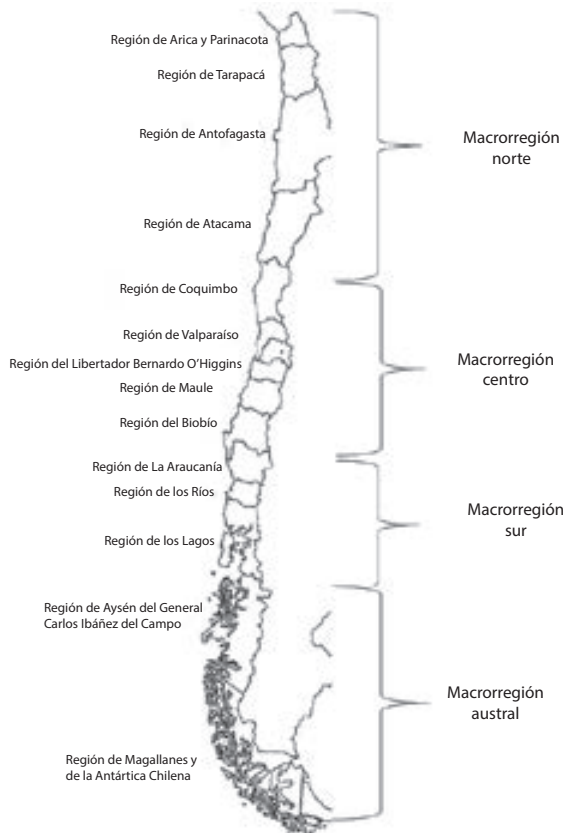 Región de Arica y Parinacota
Región de Tarapacá
Región de Antofagasta
Macrorregión
norte
Región de Atacama
Región de Coquimbo
Región de Valparaíso
Región del Libertador Bernardo O'Higgins
Macrorregión
centro
Región de Maule
Región del Biobío
Región de La Araucanía
Región de los Ríos
Macrorregión
sur
Región de los Lagos
Región de Aysén del General
Carlos Ibáñez del Campo
Macrorregión
austral
Región de Magallanes y
de la Antártica Chilena